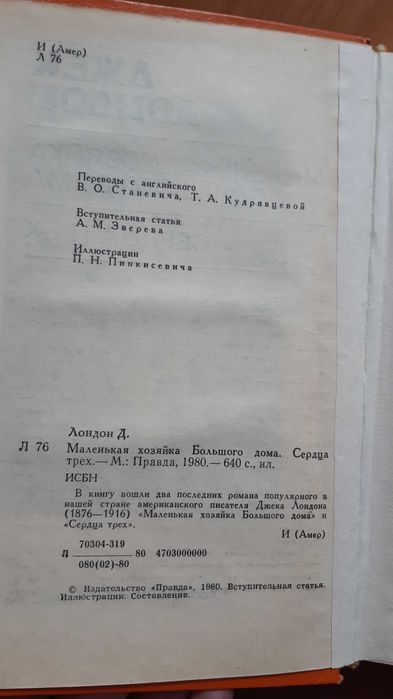 И (Амер)
Л 76
Переводы с английского
В. О. Станевича, Т. А. Кудрявцевой
Вступительная статья
А. М. Зверева
Иллюстрации
П. Н. Пинкисевича
Лондон Д.
Л 76 Маленькая хозяйка Большого дома. Сердца
трех.— М.: Правда, 1980.— 640 с., ил.
ИСБН
В книгу вошли два последних романа популярного в
нашей стране американского писателя Джека Лондона
(1876—1916) «Маленькая хозяйка Большого дома» и
«Сердца трех».
И (Амер)
70304-319
Л 80 4703000000
080(02)-80
© Издательство «Правда», 1980. Вступительная статья.
Иллюстрации. Составление.